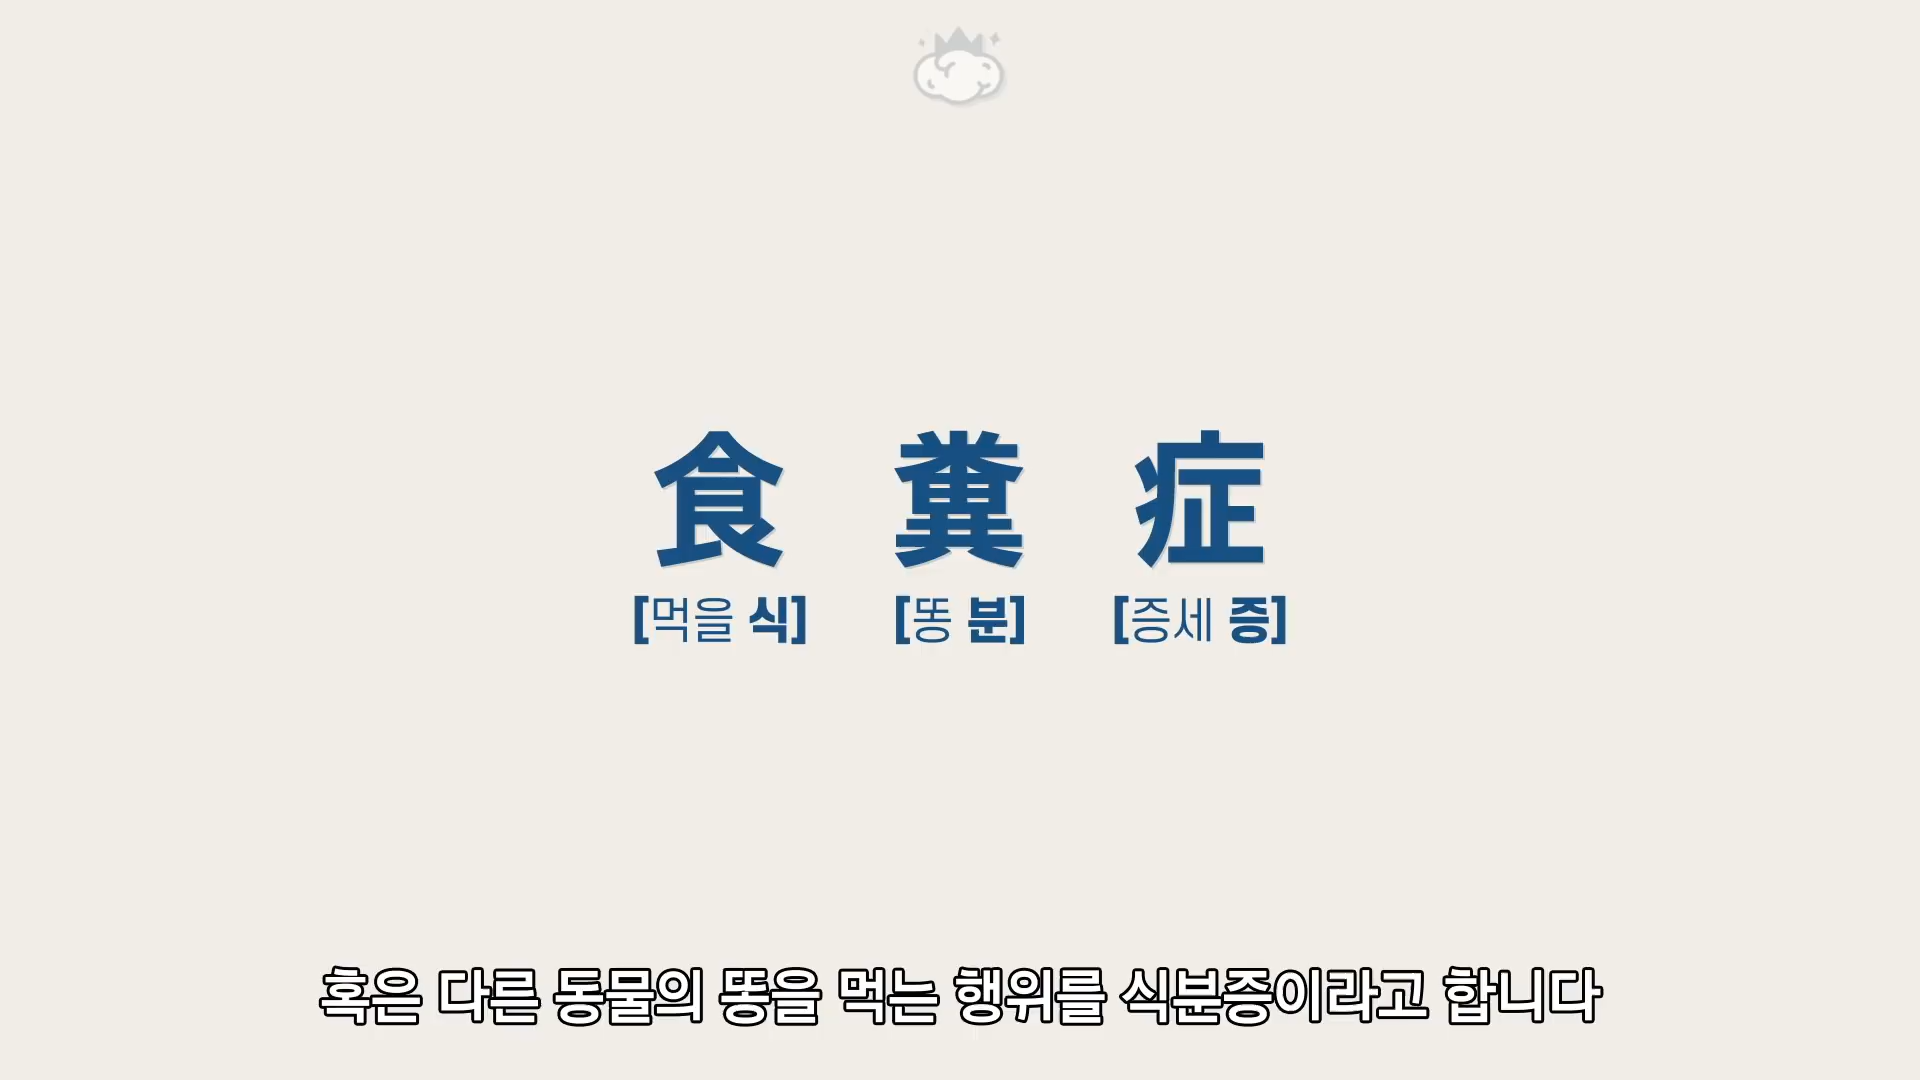 食 糞 症
[먹을 식] [똥 분] [증세 증]
혹은 다른 동물의 똥을 먹는 행위를 식분증이라고 합니다